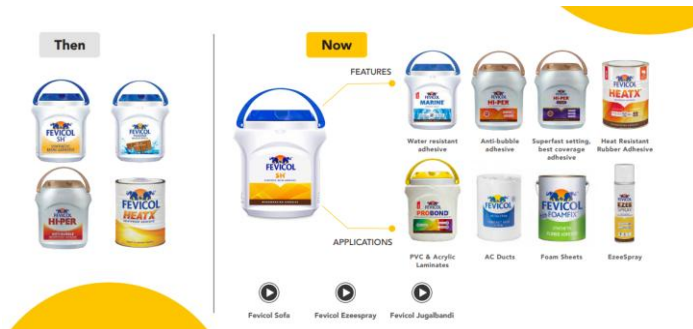 Then
FEVICOL
SH
FEVICOL
FEVICOL
HI-PER
FEVICOL
HEATX
Now
FEATURES
FEVICOL
SH
APPLICATIONS
FEVICOL
MARINE
FEVICOL
HI-PER
FEVICOL
HI-PER
FEVICOL
HEATX
Water resistant
adhesive
Anti-bubble
adhesive
Superfast setting,
best coverage
adhesive
Heat Resistant
Rubber Adhesive
FEVICOL
PROBOND
FEVICOL
FEVICOL
FOAMFIX
FEVICOL
EZEE
SPRAY
PVC & Acrylic
Laminates
AC Ducts
Foam Sheets
EzeeSpray
Fevicol Sofa
Fevicol Ezeespray
Fevicol Jugalbandi